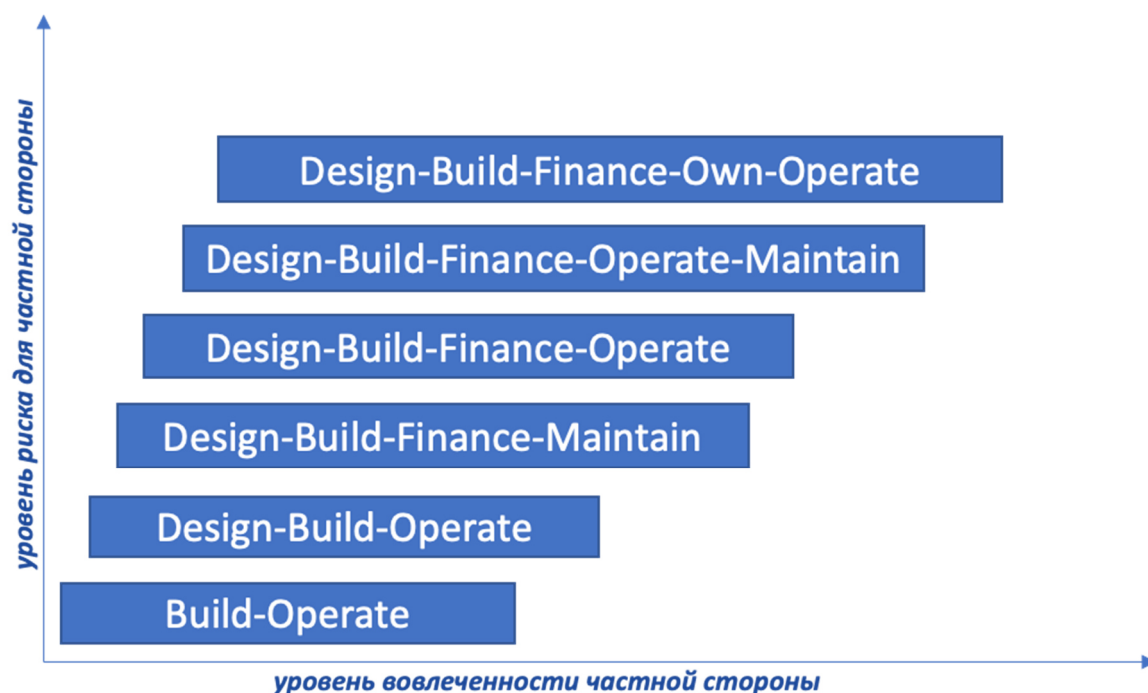 уровень риска для частной стороны
Design-Build-Finance-Own-Operate
Design-Build-Finance-Operate-Maintain
Design-Build-Finance-Operate
Design-Build-Finance-Maintain
Design-Build-Operate
Build-Operate
уровень вовлеченности частной стороны